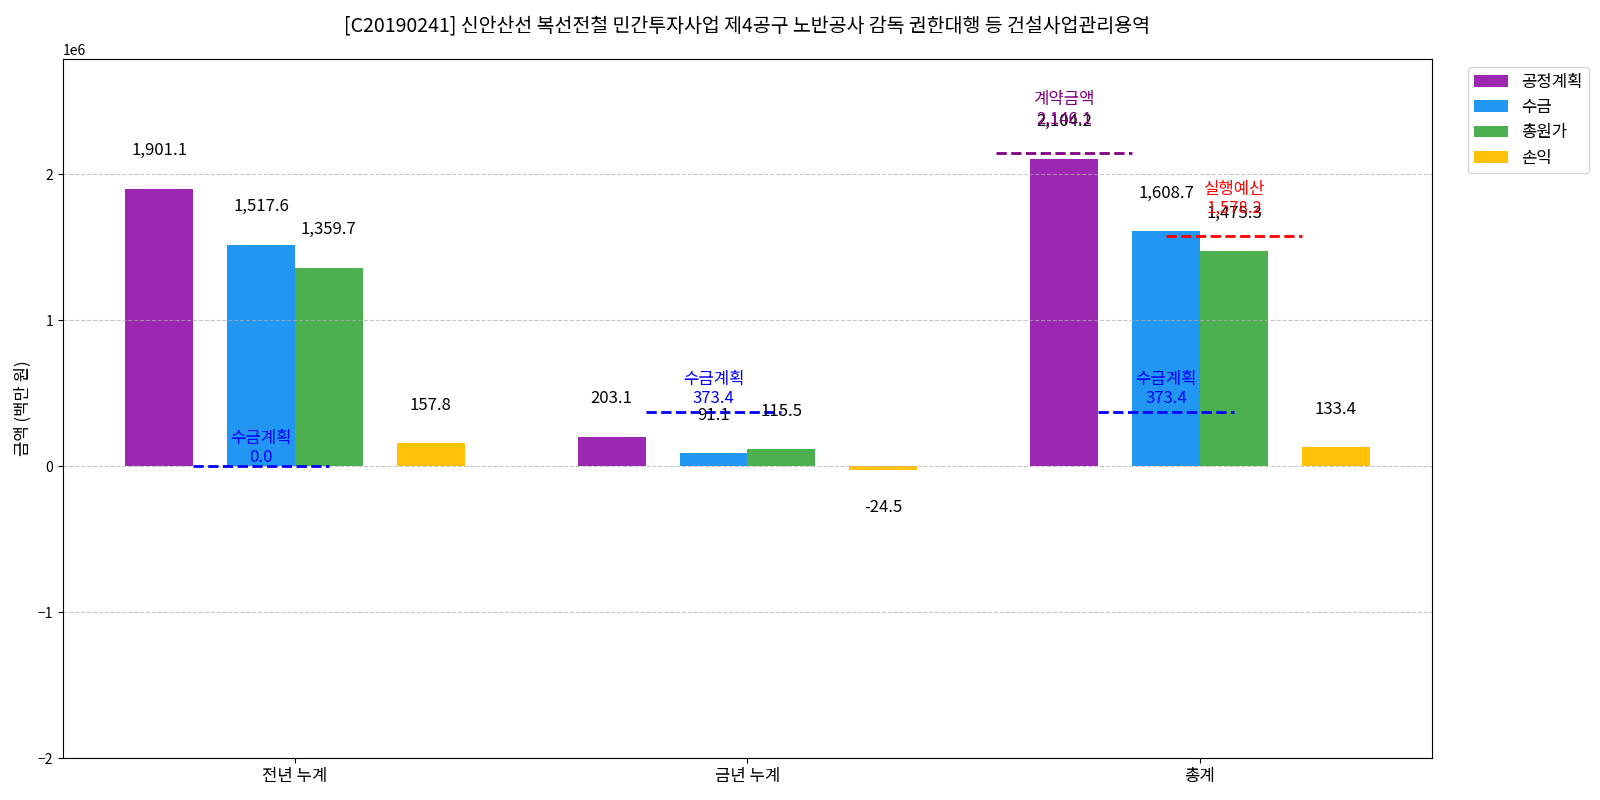 [C20190241] 신안산선 복선전철 민간투자사업 제4공구 노반공사 감독 권한대행 등 건설사업관리용역
1e6
공정계획
수금
총원가
손익
계약금액
2,146.1
2,104.2
1,901.1
1,517.6
1,359.7
157.8
수금계획
0.0
203.1
수금계획
373.4
91.1
115.5
-24.5
1,608.7
실행예산
1,578.2
1,475.3
수금계획
373.4
133.4
금액 (백만 원)
2
1
0
−1
−2
전년 누계
금년 누계
총계